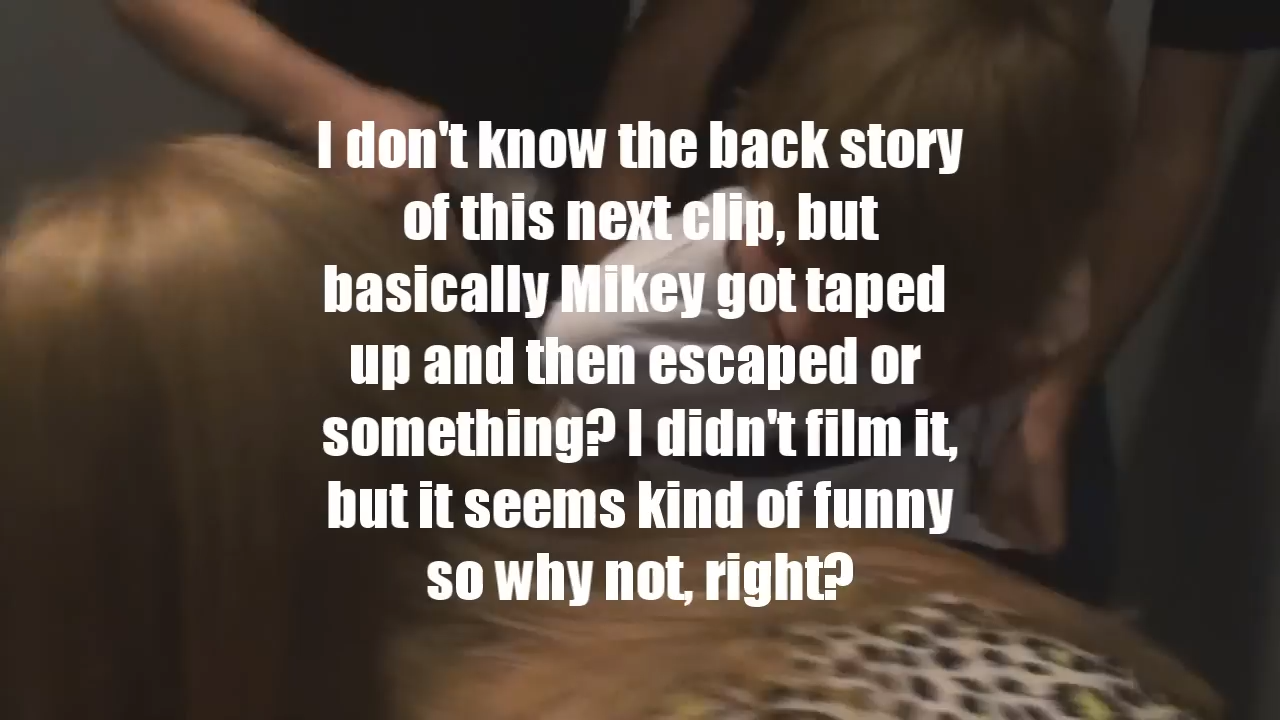 I don't know the back story
of this next clip, but
basically Mikey got taped
up and then escaped or
something? I didn't film it,
but it seems kind of funny
so why not, right?